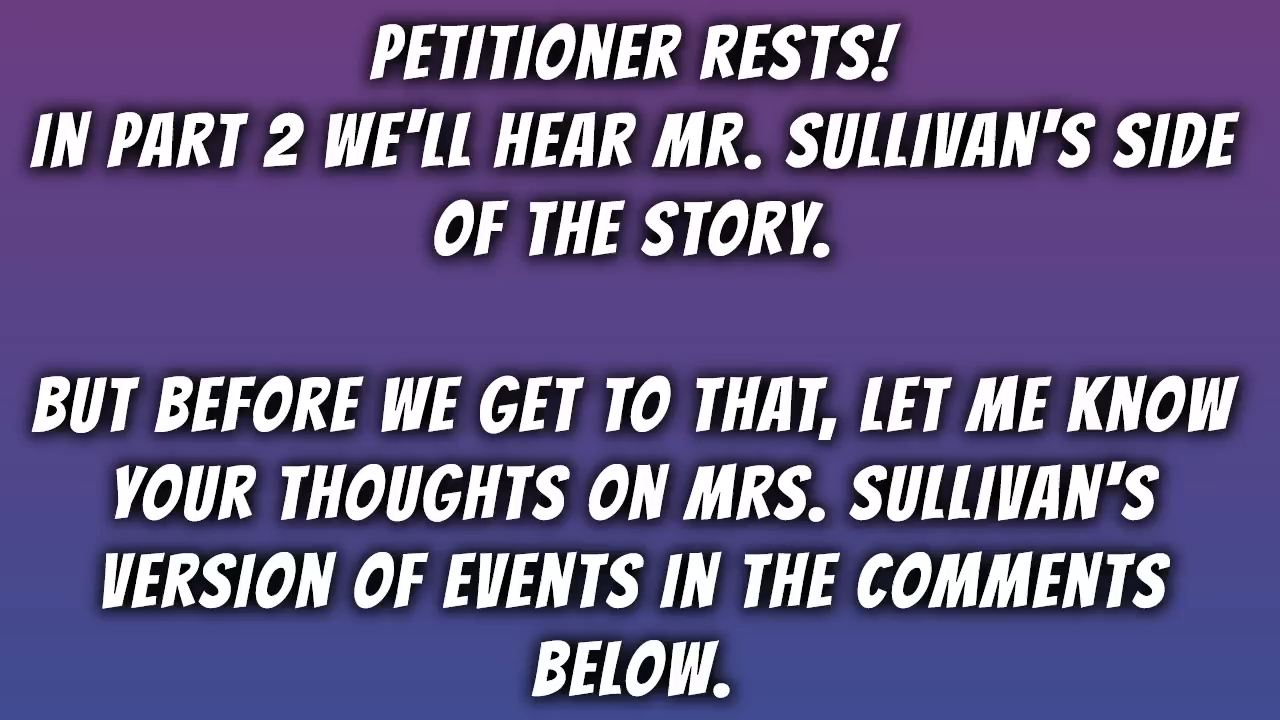 PETITIONER RESTS!
IN PART 2 WE'LL HEAR MR. SULLIVAN'S SIDE
OF THE STORY.
BUT BEFORE WE GET TO THAT, LET ME KNOW
YOUR THOUGHTS ON MRS. SULLIVAN'S
VERSION OF EVENTS IN THE COMMENTS
BELOW.